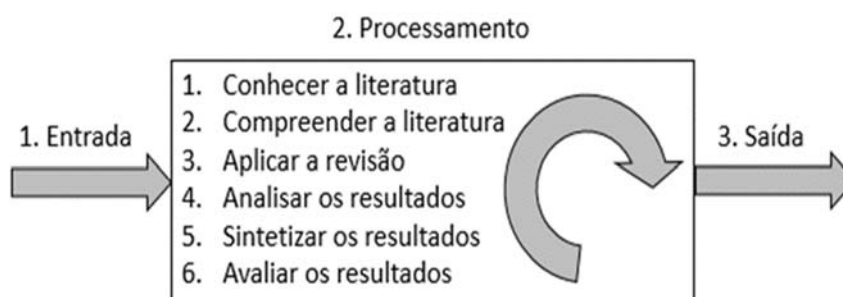 2. Processamento
1. Entrada
1. Conhecer a literatura
2. Compreender a literatura
3. Aplicar a revisão
4. Analisar os resultados
5. Sintetizar os resultados
6. Avaliar os resultados
3. Saída